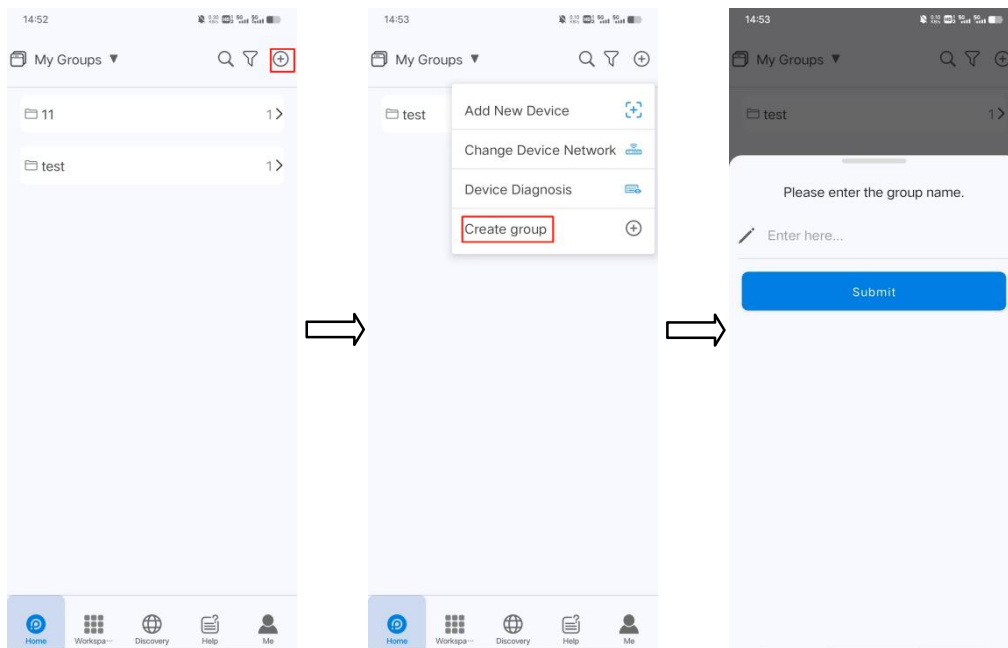 14:52
My Groups ▼
11
1
test
1
Home
Workspa···
Discovery
Help
Me
14:53
My Groups ▼
test
Add New Device
Change Device Network
Device Diagnosis
Create group
Home
Workspa···
Discovery
Help
Me
14:53
My Groups ▼
test
1
Please enter the group name.
Enter here...
Submit